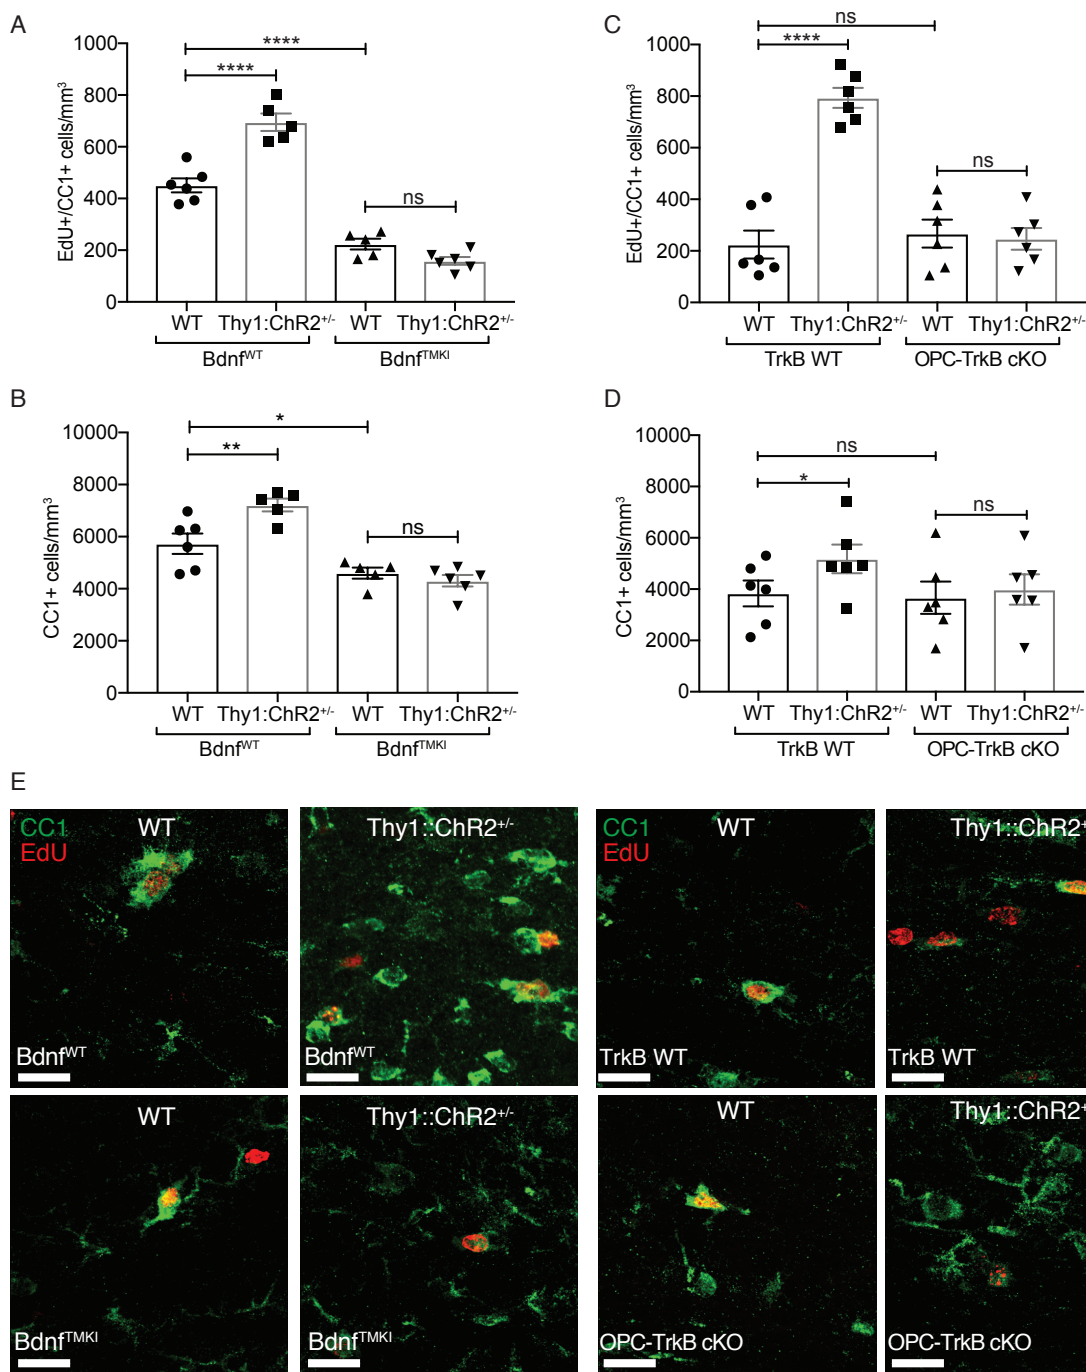 A
EdU+/CC1+ cells/mm³
1000
800
600
400
200
0
****
****
ns
WT
Thy1:ChR2+/-
WT
Thy1:ChR2+/-
BdnfWT
BdnfTMKI
C
EdU+/CC1+ cells/mm³
1000
800
600
400
200
0
ns
****
ns
WT
Thy1:ChR2+/-
WT
Thy1:ChR2+/-
TrkB WT
OPC-TrkB cKO
B
CC1+ cells/mm³
10000
8000
6000
4000
2000
0
*
**
ns
WT
Thy1:ChR2+/-
WT
Thy1:ChR2+/-
BdnfWT
BdnfTMKI
D
CC1+ cells/mm³
10000
8000
6000
4000
2000
0
ns
*
ns
WT
Thy1:ChR2+/-
WT
Thy1:ChR2+/-
TrkB WT
OPC-TrkB cKO
E
CC1
EdU
WT
BdnfWT
Thy1::ChR2+/-
BdnfWT
CC1
EdU
WT
TrkB WT
Thy1::ChR2+
TrkB WT
WT
BdnfTMKI
Thy1::ChR2+/-
BdnfTMKI
WT
OPC-TrkB cKO
Thy1::ChR2+
OPC-TrkB cKO